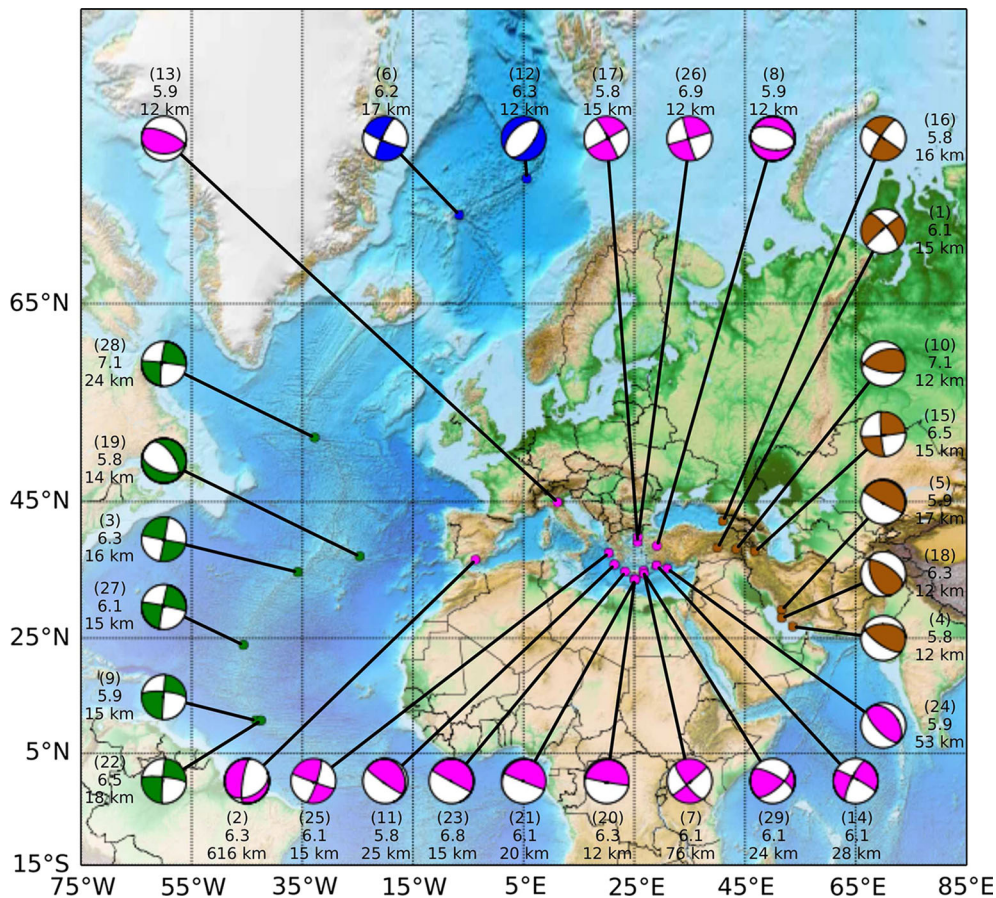 (13)
5.9
12 km
(6)
6.2
17 km
(12)
6.3
12 km
(17)
5.8
15 km
(26)
6.9
12 km
(8)
5.9
12 km
(16)
5.8
16 km
(1)
6.1
15 km
65°N
(28)
7.1
24 km
(10)
7.1
12 km
(19)
5.8
14 km
(15)
6.5
15 km
45°N
(5)
5.9
17 km
(3)
6.3
16 km
(18)
6.3
12 km
(27)
6.1
15 km
(4)
5.8
12 km
25°N
(9)
5.9
15 km
(24)
5.9
53 km
5°N
(22)
6.5
18 km
(2)
6.3
616 km
(25)
6.1
15 km
(11)
5.8
25 km
(23)
6.8
15 km
(21)
6.1
20 km
(20)
6.3
12 km
(7)
6.1
76 km
(29)
6.1
24 km
(14)
6.1
28 km
15°S
75°W 55°W 35°W 15°W 5°E 25°E 45°E 65°E 85°E